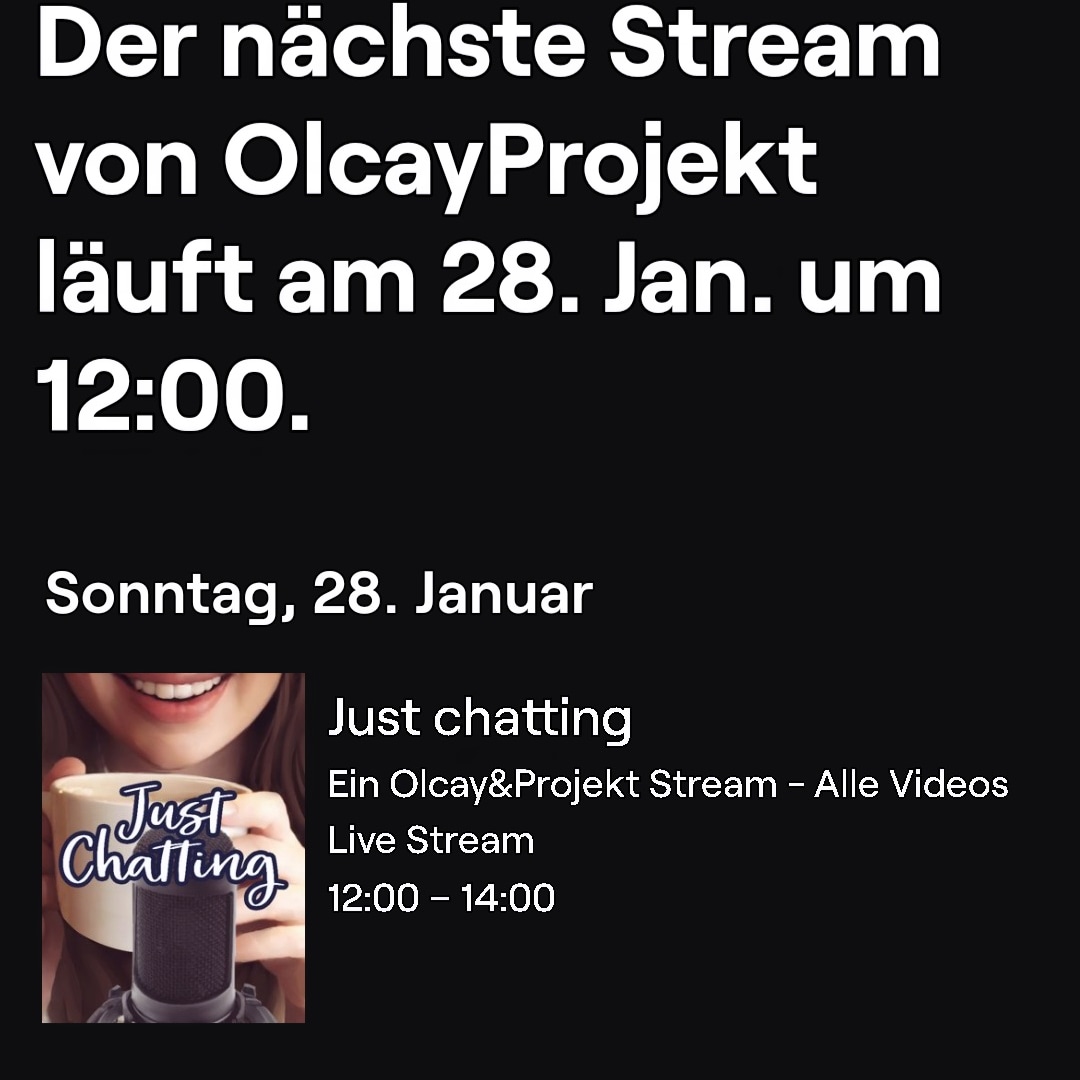 Der nächste Stream
von OlcayProjekt
läuft am 28. Jan. um
12:00.
Sonntag, 28. Januar
Just
Chatting
Just chatting
Ein Olcay&Projekt Stream – Alle Videos
Live Stream
12:00 – 14:00